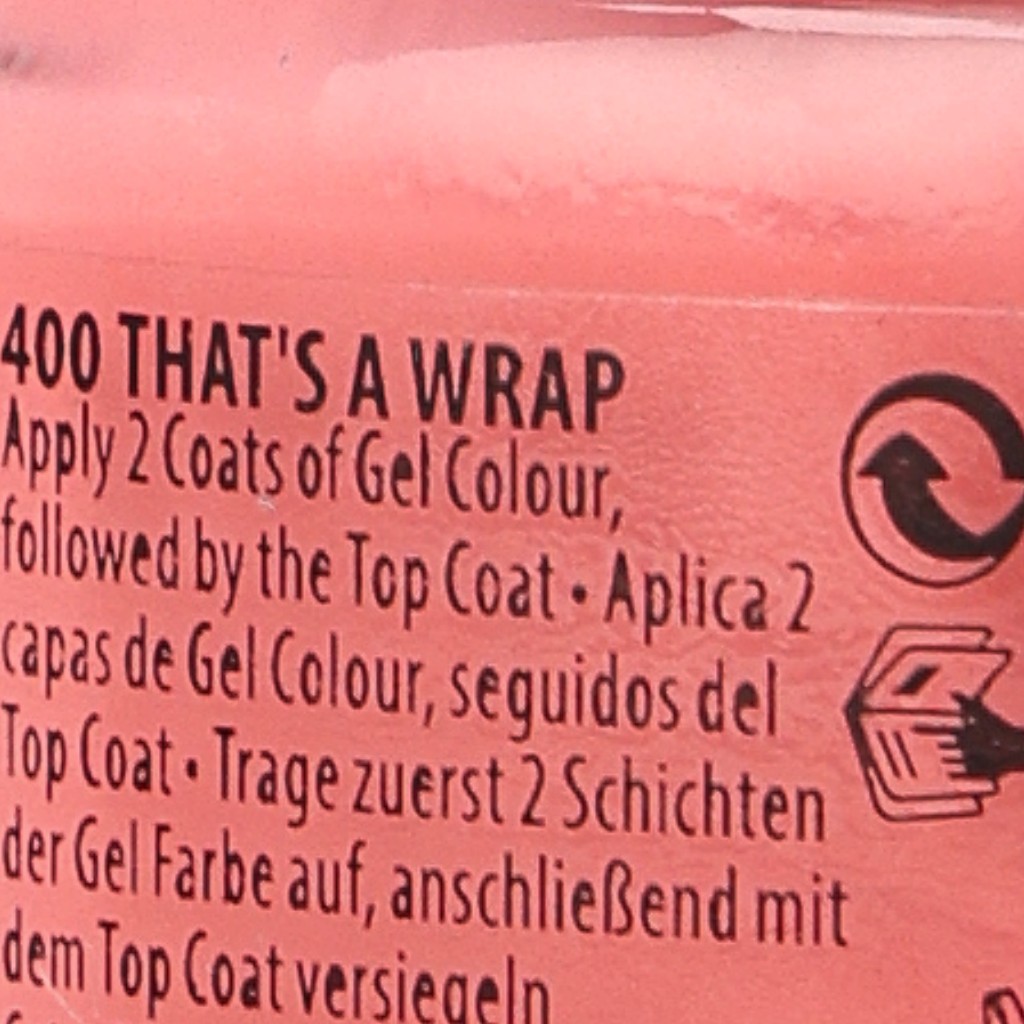 400 THAT'S A WRAP
Apply 2 Coats of Gel Colour,
followed by the Top Coat • Aplica 2
capas de Gel Colour, seguidos del
Top Coat • Trage zuerst 2 Schichten
der Gel Farbe auf, anschließend mit
dem Top Coat versiegeln